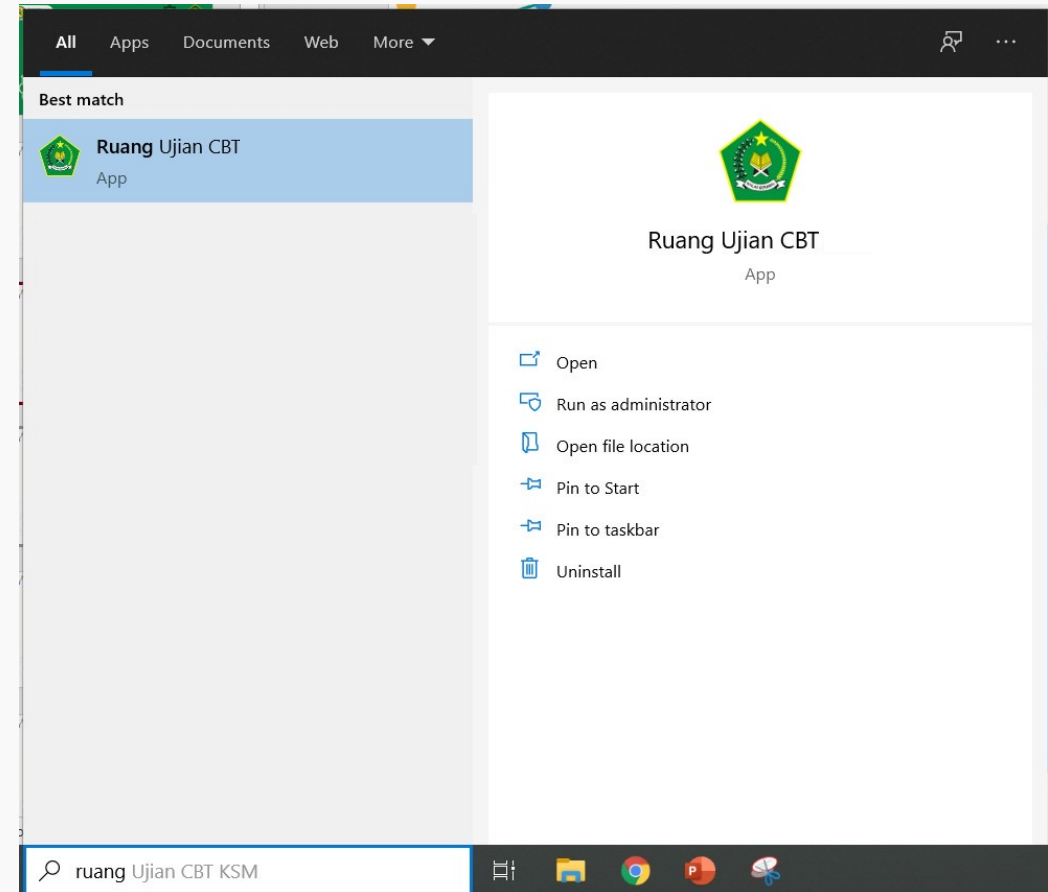 All Apps Documents Web More
Best match
Ruang Ujian CBT
App
Ruang Ujian CBT
App
Open
Run as administrator
Open file location
Pin to Start
Pin to taskbar
Uninstall
ruang Ujian CBT KSM